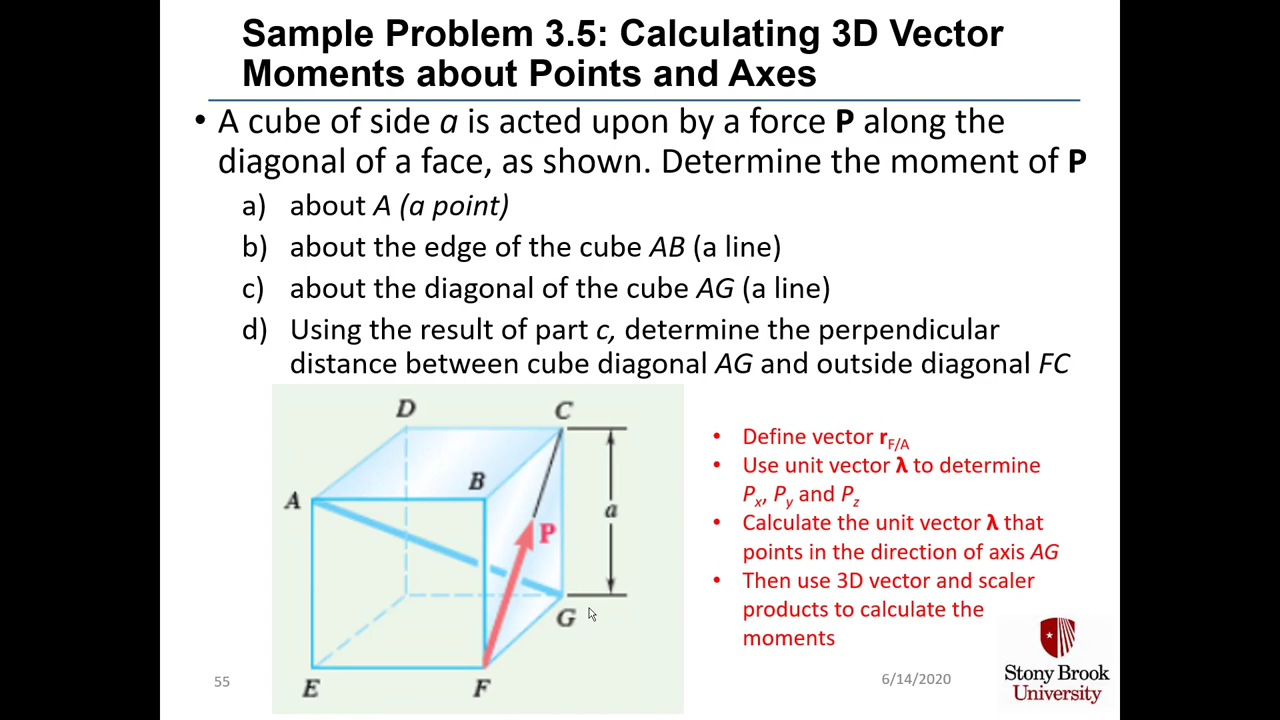 Sample Problem 3.5: Calculating 3D Vector
Moments about Points and Axes
• A cube of side a is acted upon by a force P along the
diagonal of a face, as shown. Determine the moment of P
a) about A (a point)
b) about the edge of the cube AB (a line)
c) about the diagonal of the cube AG (a line)
d) Using the result of part c, determine the perpendicular
distance between cube diagonal AG and outside diagonal FC
D
C
B
A
a
P
G
E
F
• Define vector r_F/A
• Use unit vector λ to determine
Px, Py and Pz
• Calculate the unit vector λ that
points in the direction of axis AG
• Then use 3D vector and scaler
products to calculate the
moments
55
6/14/2020
Stony Brook
University